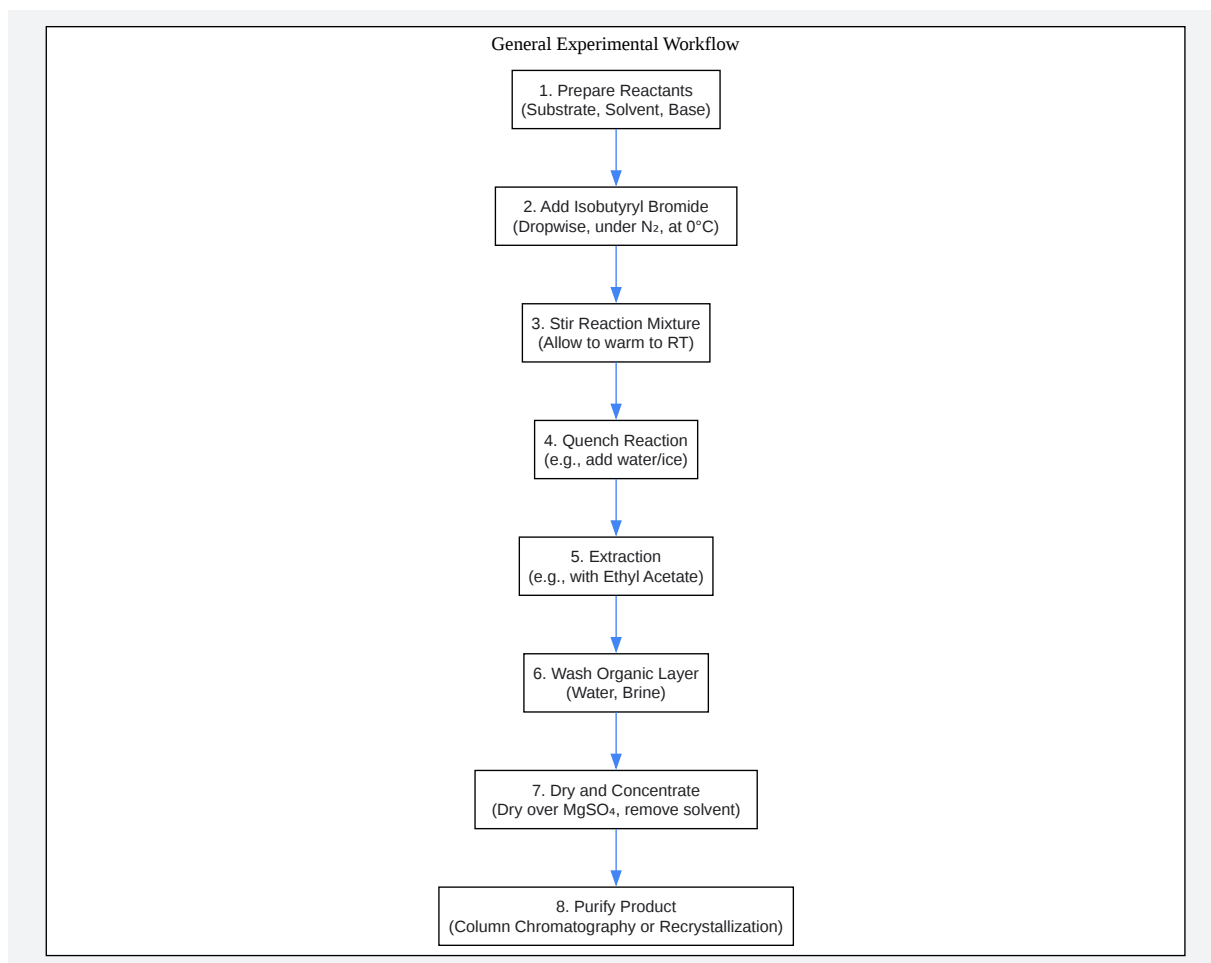 General Experimental Workflow
1. Prepare Reactants
(Substrate, Solvent, Base)
2. Add Isobutyryl Bromide
(Dropwise, under N₂, at 0°C)
3. Stir Reaction Mixture
(Allow to warm to RT)
4. Quench Reaction
(e.g., add water/ice)
5. Extraction
(e.g., with Ethyl Acetate)
6. Wash Organic Layer
(Water, Brine)
7. Dry and Concentrate
(Dry over MgSO₄, remove solvent)
8. Purify Product
(Column Chromatography or Recrystallization)